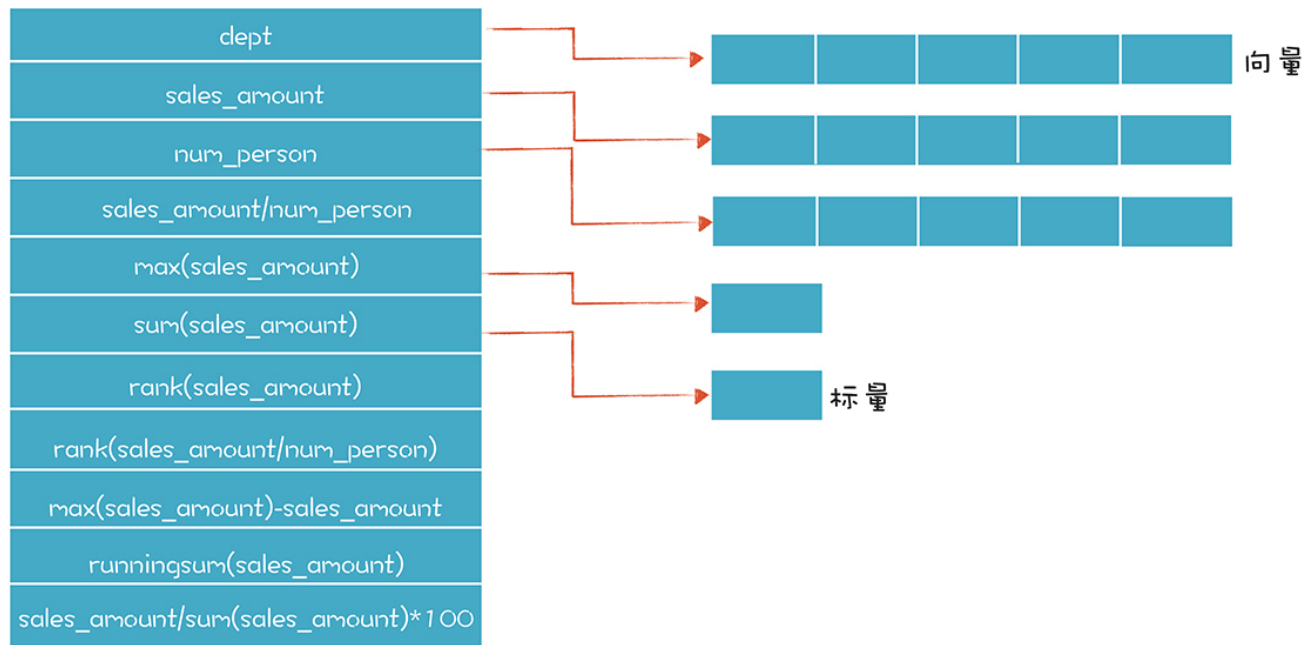 dept
向量
sales_amount
num_person
sales_amount/num_person
max(sales_amount)
sum(sales_amount)
rank(sales_amount)
标量
rank(sales_amount/num_person)
max(sales_amount)-sales_amount
runningsum(sales_amount)
sales_amount/sum(sales_amount)*100